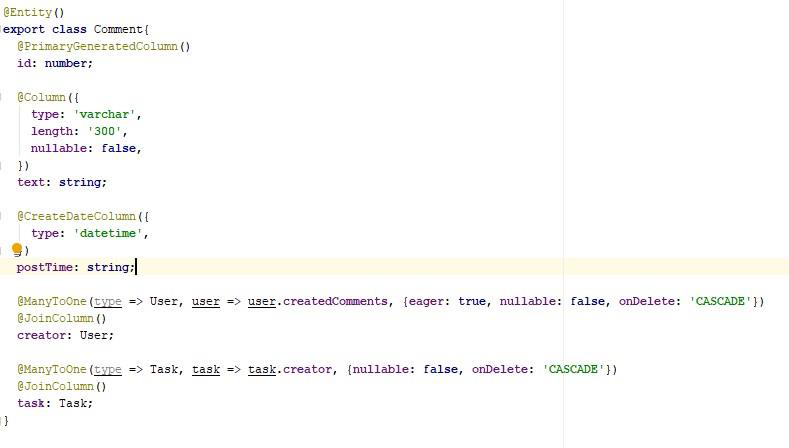 @Entity()
export class Comment{
@PrimaryGeneratedColumn()
id: number;
@Column({
type: 'varchar',
length: '300',
nullable: false,
})
text: string;
@CreateDateColumn({
type: 'datetime',
})
postTime: string;
@ManyToOne(type => User, user => user.createdComments, {eager: true, nullable: false, onDelete: 'CASCADE'})
@JoinColumn()
creator: User;
@ManyToOne(type => Task, task => task.creator, {nullable: false, onDelete: 'CASCADE'})
@JoinColumn()
task: Task;
}